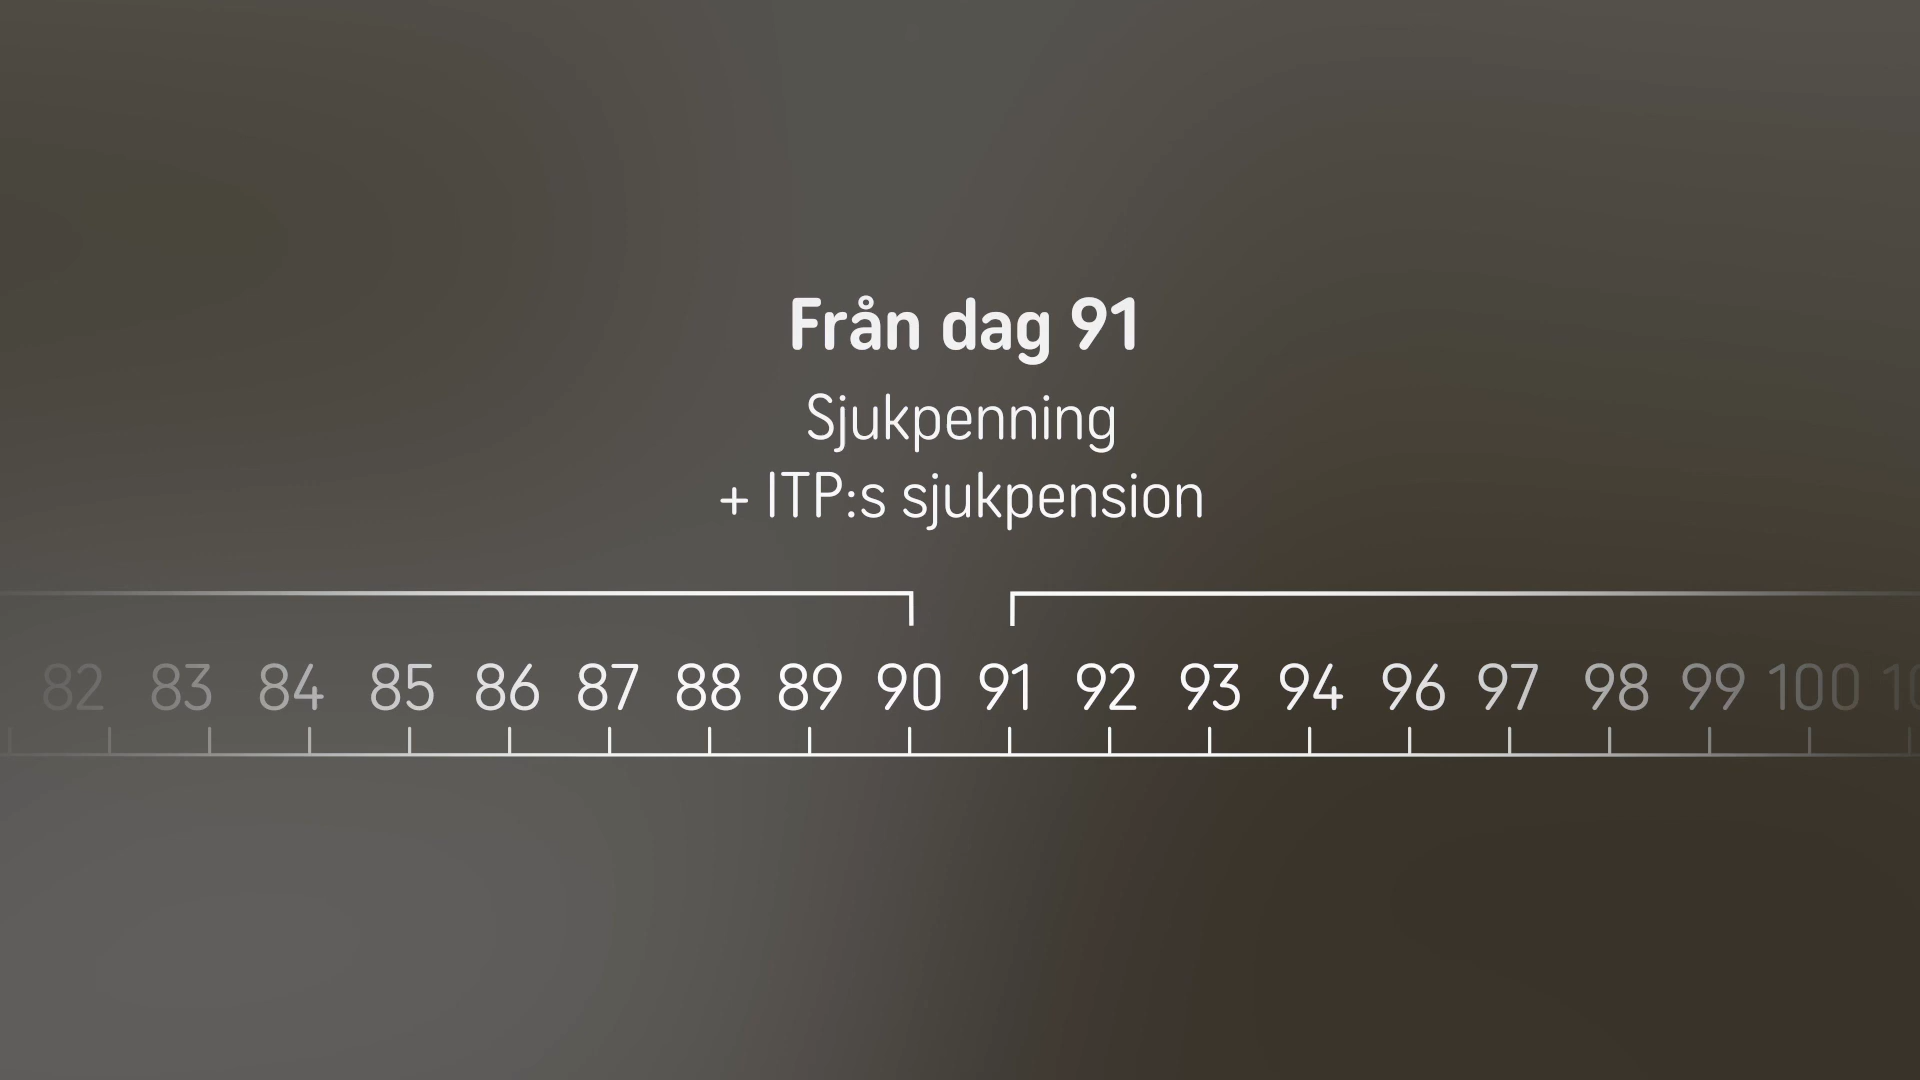 Från dag 91
Sjukpenning
+ ITP:s sjukpension
82 83 84 85 86 87 88 89 90 91 92 93 94 96 97 98 99 100